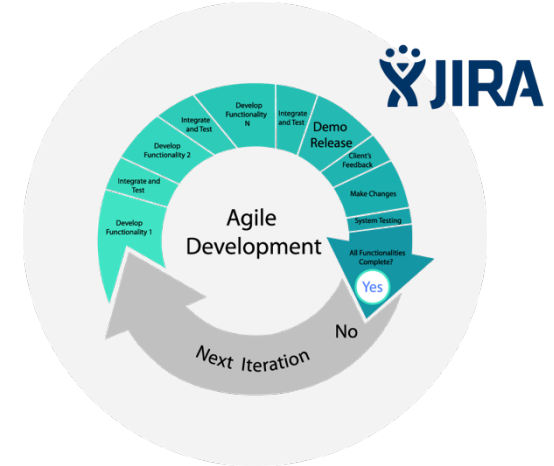 JIRA
Develop
Functionality 1
Integrate and
Test
Develop
Functionality 2
Integrate
and Test
Develop
Functionality
N
Integrate
and Test
Demo
Release
Client's
Feedback
Make Changes
System Testing
All Functionalities
Complete?
Yes
No
Next Iteration
Agile
Development